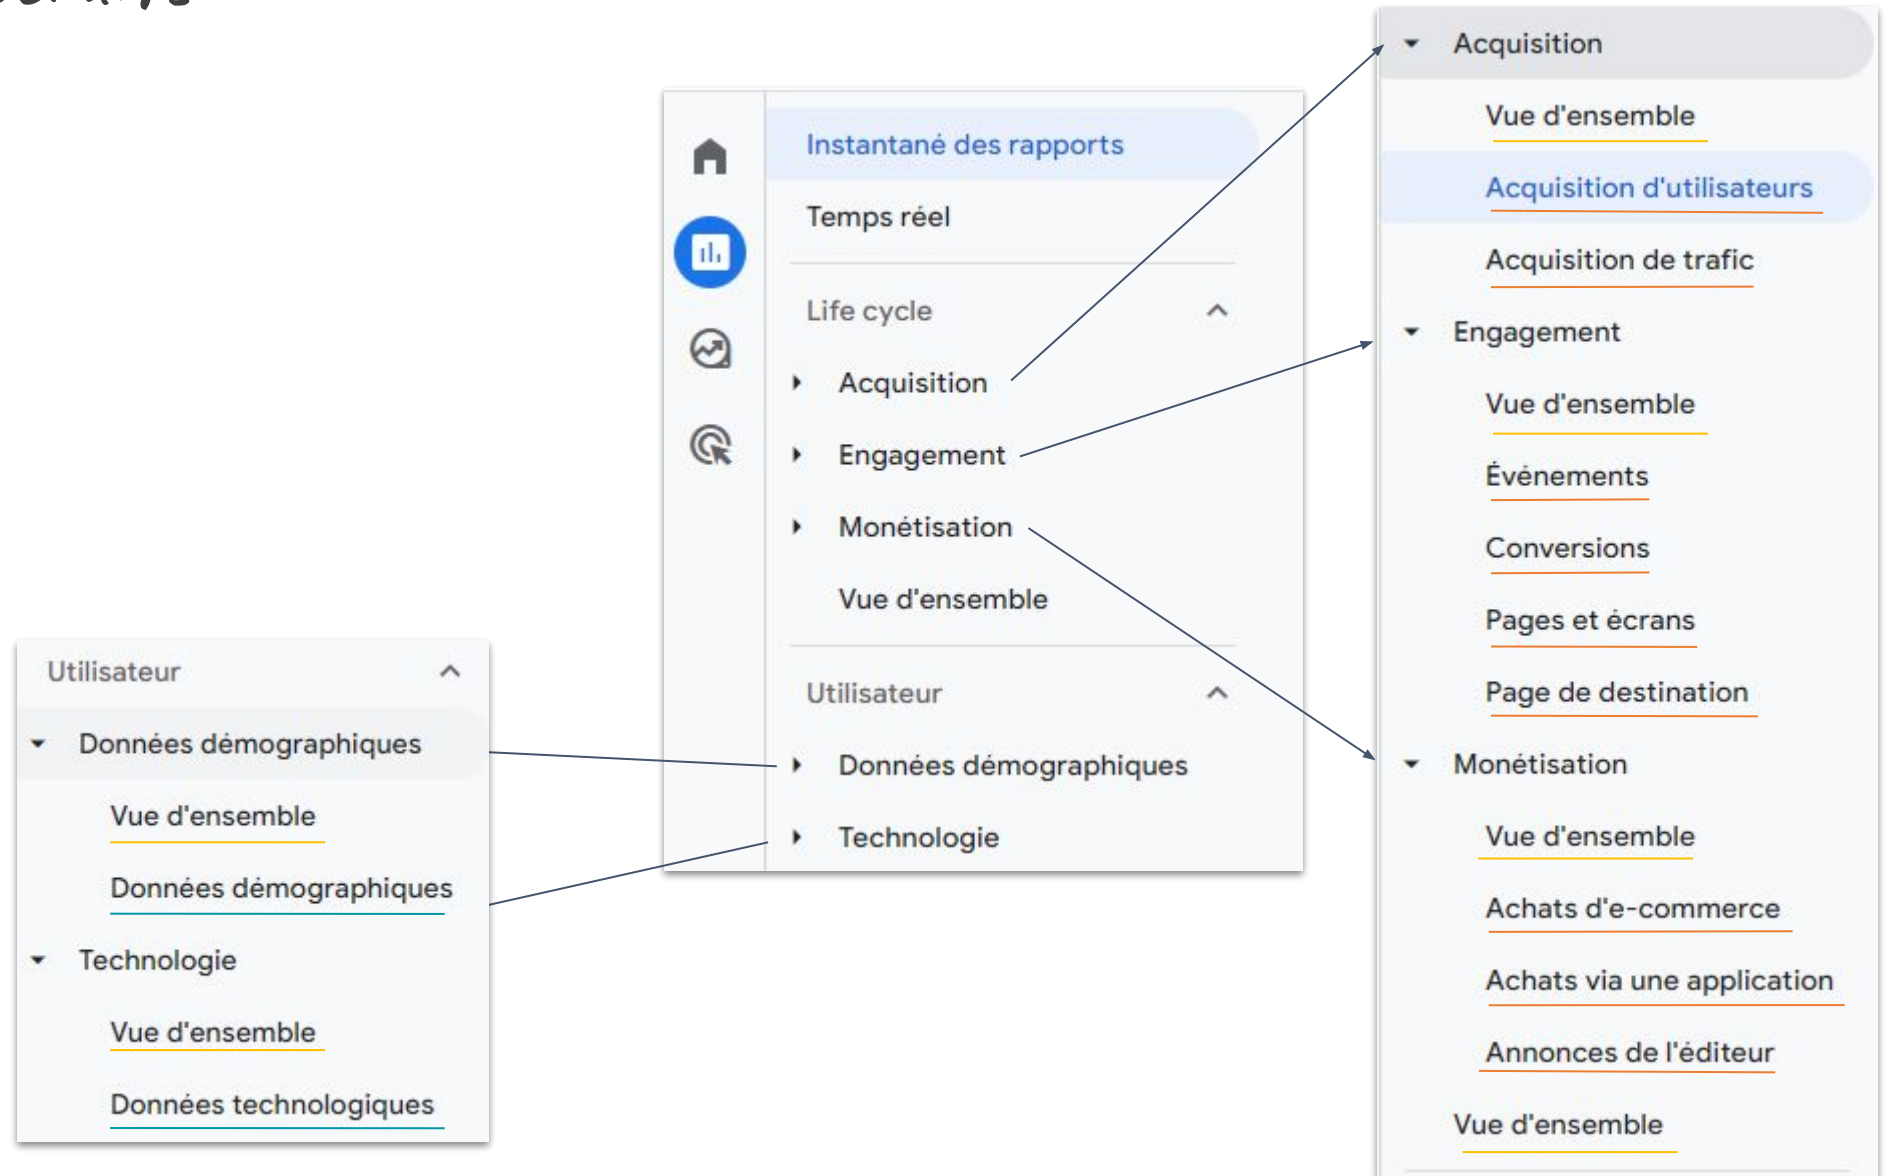 Instantané des rapports
Temps réel
Life cycle
Acquisition
Engagement
Monétisation
Vue d'ensemble
Utilisateur
Données démographiques
Technologie
Acquisition
Vue d'ensemble
Acquisition d'utilisateurs
Acquisition de trafic
Engagement
Vue d'ensemble
Événements
Conversions
Pages et écrans
Page de destination
Monétisation
Vue d'ensemble
Achats d'e-commerce
Achats via une application
Annonces de l'éditeur
Vue d'ensemble
Utilisateur
Données démographiques
Vue d'ensemble
Données démographiques
Technologie
Vue d'ensemble
Données technologiques